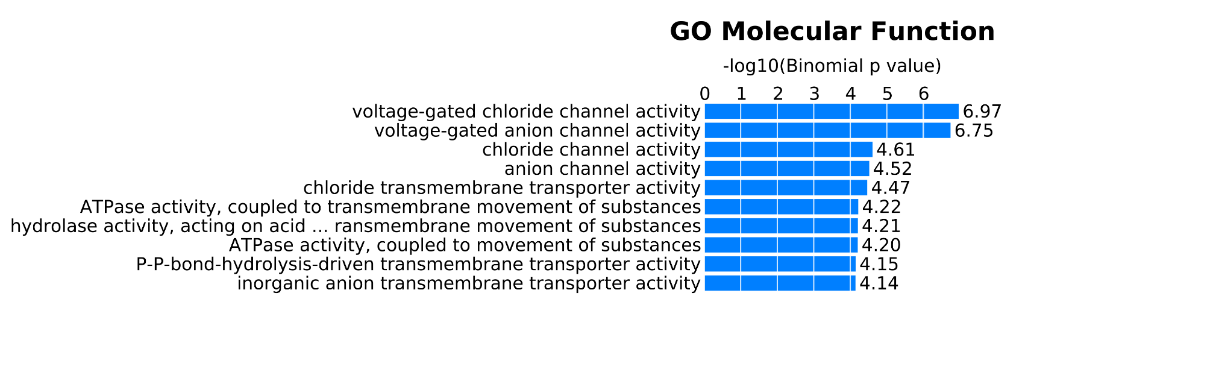 GO Molecular Function
-log10(Binomial p value)
0 1 2 3 4 5 6
voltage-gated chloride channel activity 6.97
voltage-gated anion channel activity 6.75
chloride channel activity 4.61
anion channel activity 4.52
chloride transmembrane transporter activity 4.47
ATPase activity, coupled to transmembrane movement of substances 4.22
hydrolase activity, acting on acid ... ransmembrane movement of substances 4.21
ATPase activity, coupled to movement of substances 4.20
P-P-bond-hydrolysis-driven transmembrane transporter activity 4.15
inorganic anion transmembrane transporter activity 4.14